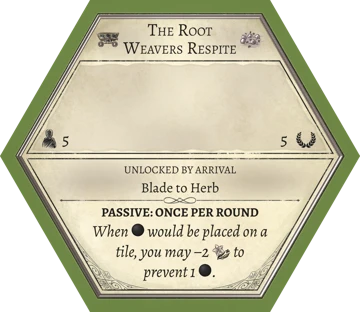 The Root
Weavers Respite
5 5
UNLOCKED BY ARRIVAL
Blade to Herb
PASSIVE: ONCE PER ROUND
When would be placed on a
tile, you may –2 to
prevent 1 .